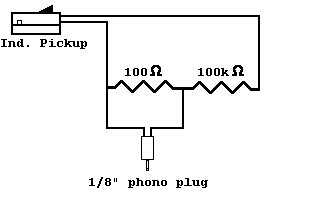 Ind. Pickup
100Ω
100kΩ
1/8" phono plug